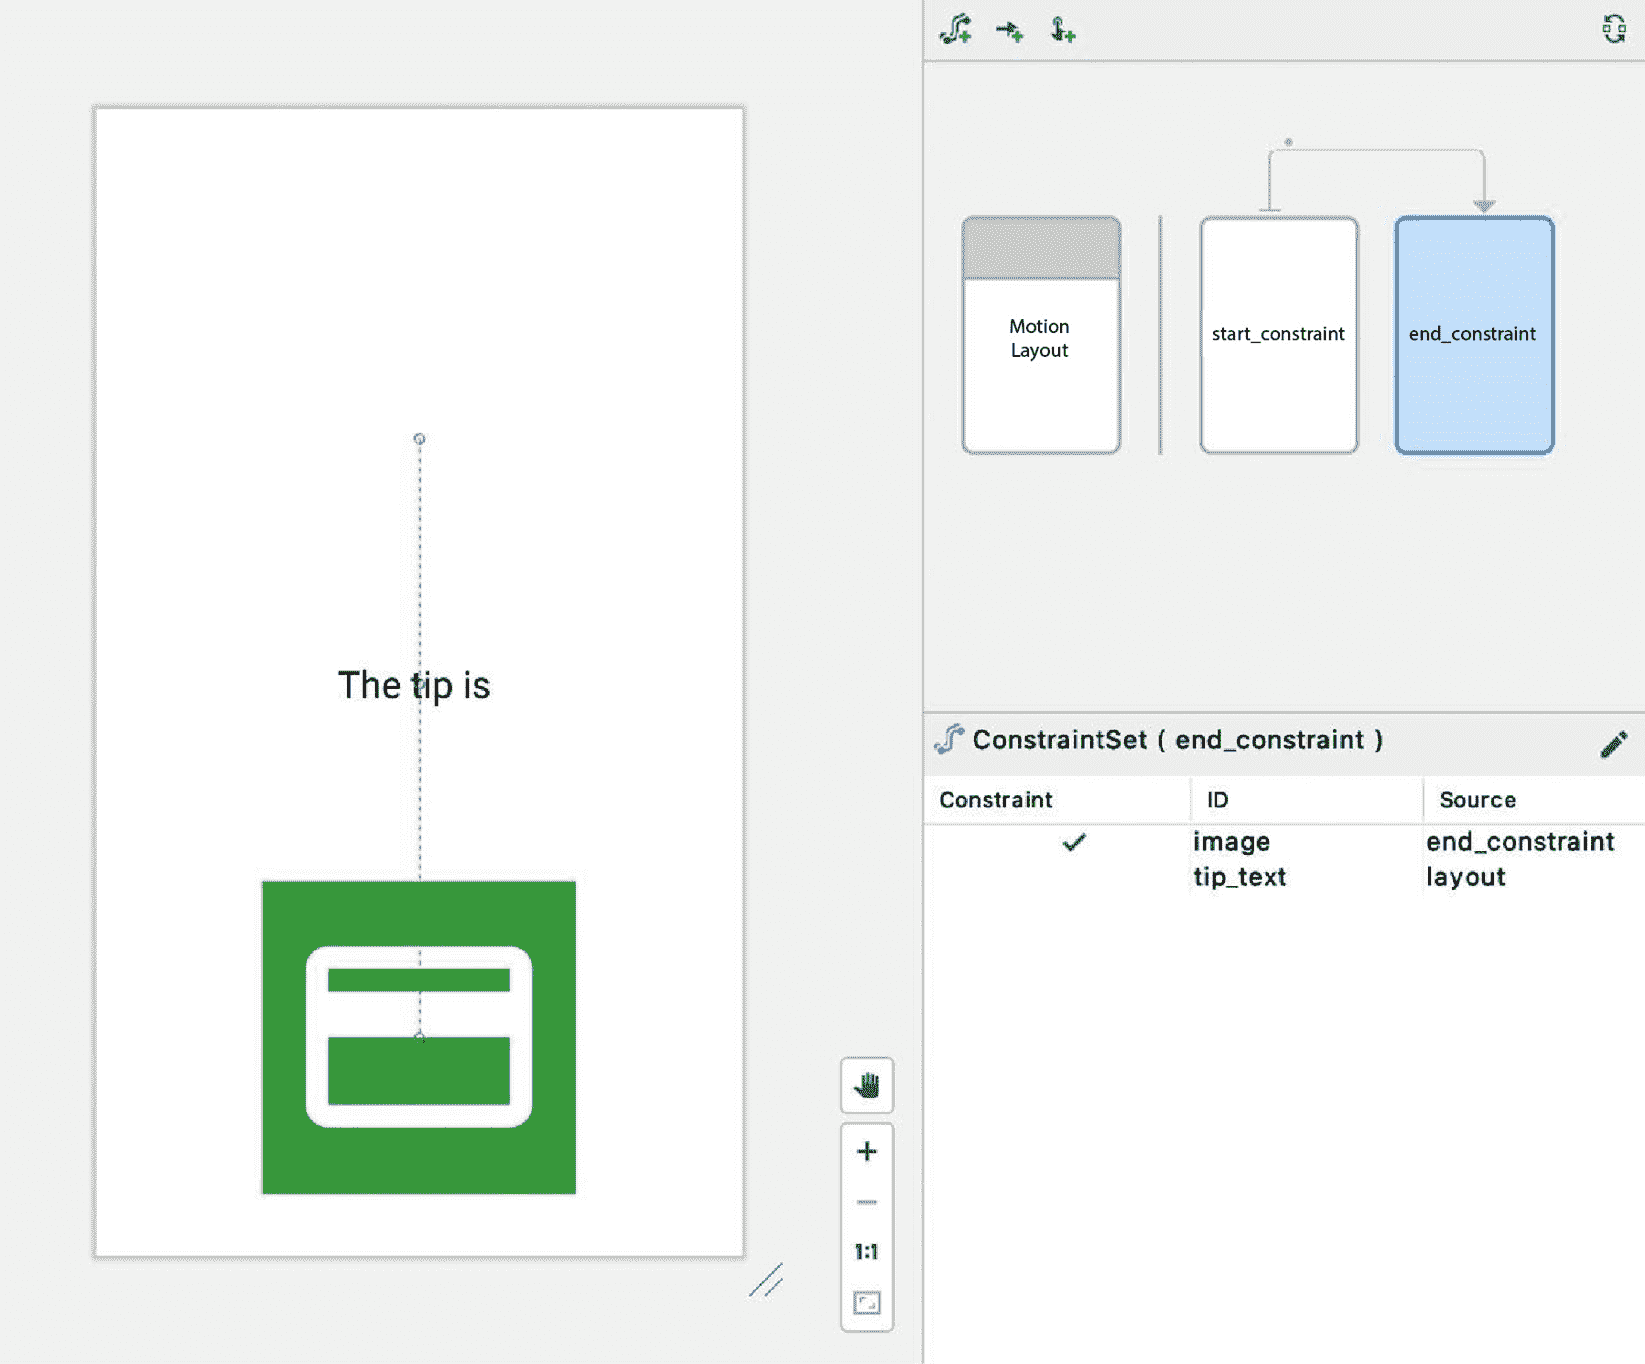 The tip is
1:1
Motion
Layout
start_constraint
end_constraint
ConstraintSet ( end_constraint )
Constraint ID Source
image end_constraint
tip_text layout